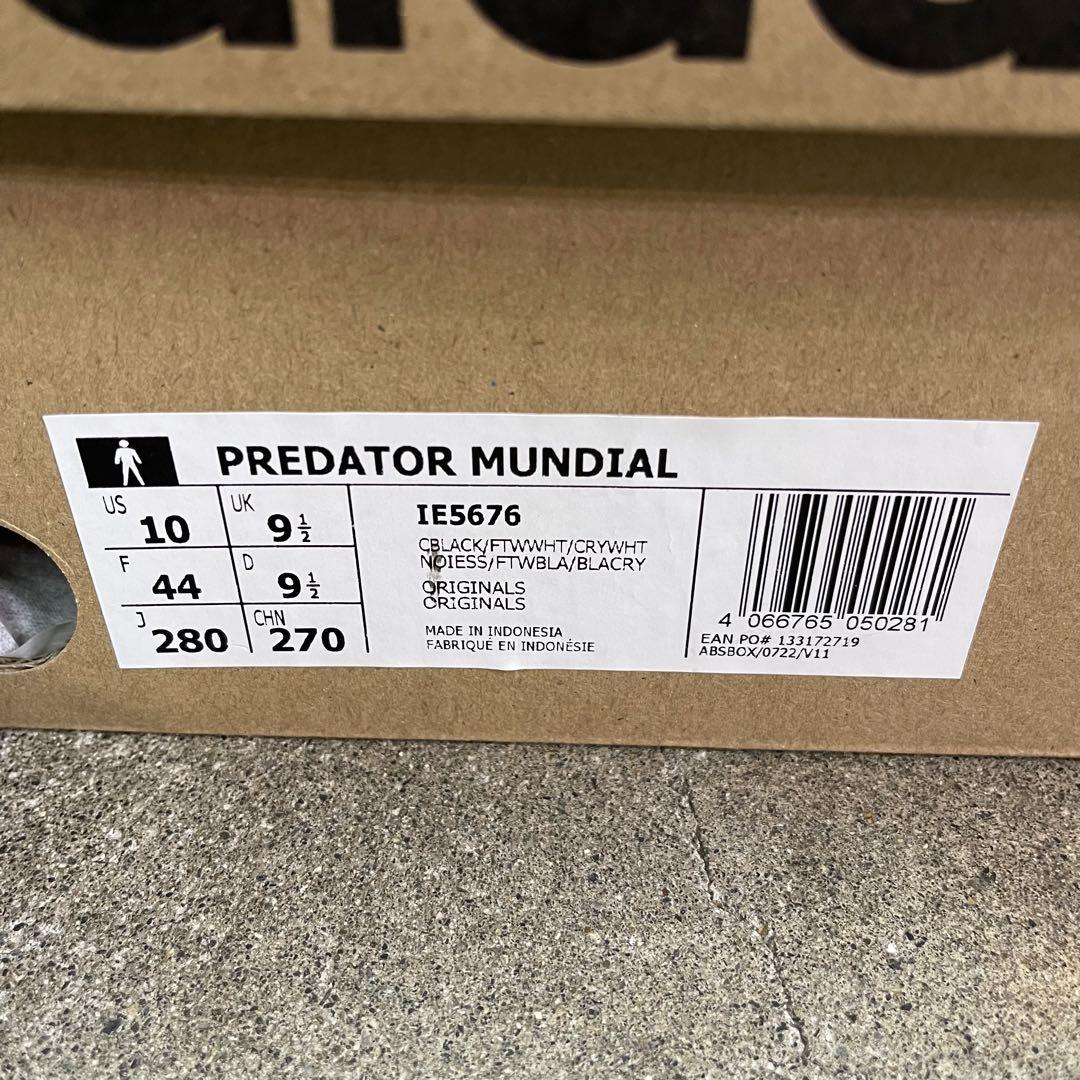 PREDATOR MUNDIAL
US 10 UK 9 1/2
F 44 D 9 1/2
J 280 CHN 270
IE5676
CBLACK/FTWWHT/CRYWHT
NOIESS/FTWBLA/BLACRY
ORIGINALS
ORIGINALS
MADE IN INDONESIA
FABRIQUÉ EN INDONÉSIE
4 066765 050281
EAN PO# 133172719
ABSBOX/0722/V11